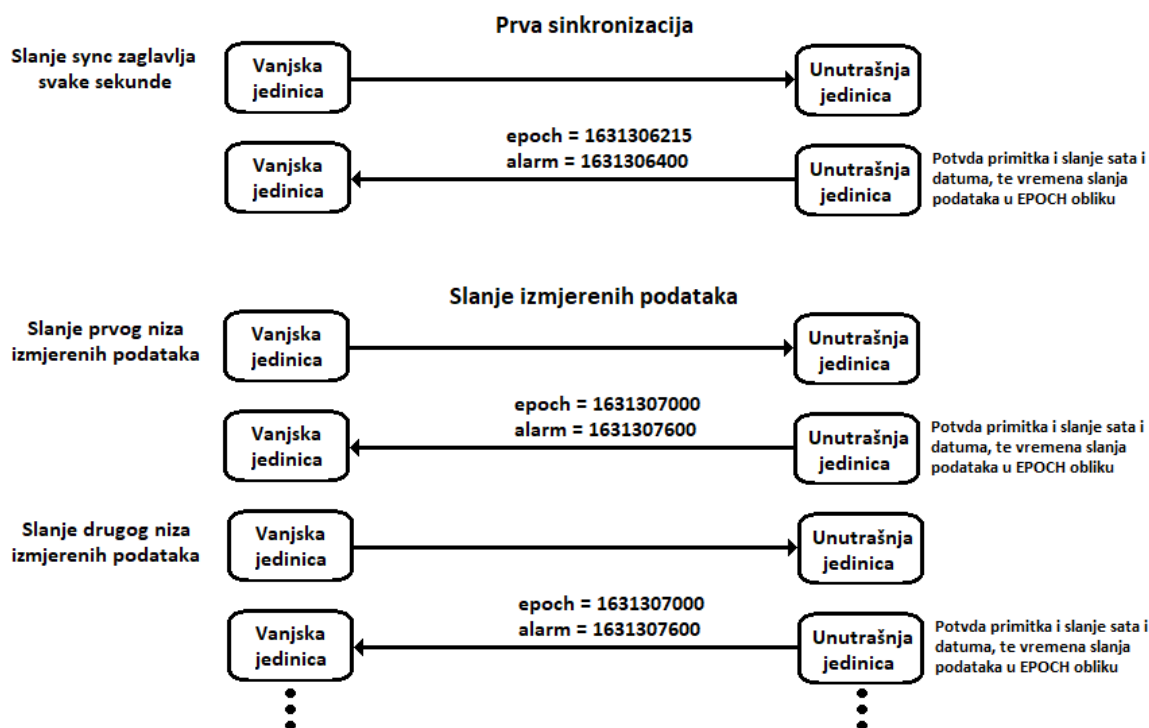 Prva sinkronizacija
Slanje sync zaglavlja
svake sekunde
Vanjska
jedinica
Unutrašnja
jedinica
epoch = 1631306215
alarm = 1631306400
Vanjska
jedinica
Unutrašnja
jedinica
Potvda primitka i slanje sata i
datuma, te vremena slanja
podataka u EPOCH obliku
Slanje izmjerenih podataka
Slanje prvog niza
izmjerenih podataka
Vanjska
jedinica
Unutrašnja
jedinica
epoch = 1631307000
alarm = 1631307600
Vanjska
jedinica
Unutrašnja
jedinica
Potvda primitka i slanje sata i
datuma, te vremena slanja
podataka u EPOCH obliku
Slanje drugog niza
izmjerenih podataka
Vanjska
jedinica
Unutrašnja
jedinica
epoch = 1631307000
alarm = 1631307600
Vanjska
jedinica
Unutrašnja
jedinica
Potvda primitka i slanje sata i
datuma, te vremena slanja
podataka u EPOCH obliku